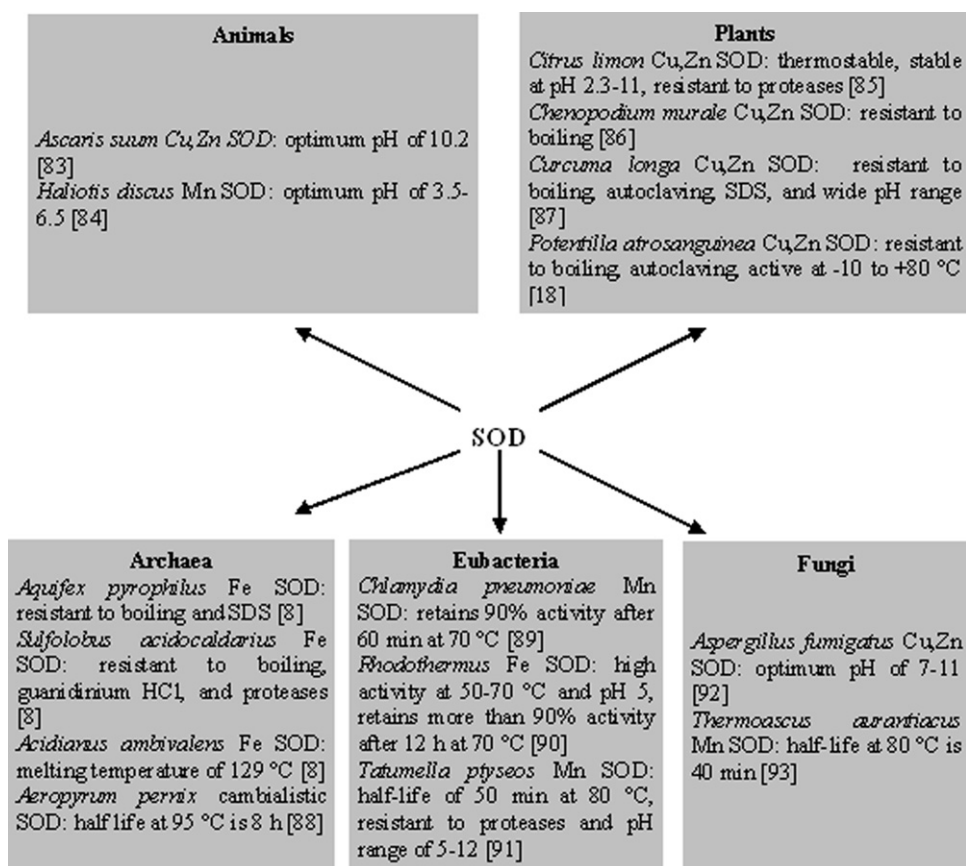 Animals
Ascaris suum Cu,Zn SOD: optimum pH of 10.2
[83]
Haliotis discus Mn SOD: optimum pH of 3.5-
6.5 [84]
Plants
Citrus limon Cu,Zn SOD: thermostable, stable
at pH 2.3-11, resistant to proteases [85]
Chenopodium murale Cu,Zn SOD: resistant to
boiling [86]
Curcuma longa Cu,Zn SOD: resistant to
boiling, autoclaving, SDS, and wide pH range
[87]
Potentilla atrosanguinea Cu,Zn SOD: resistant
to boiling, autoclaving, active at -10 to +80 °C
[18]
SOD
Archaea
Aquifex pyrophilus Fe SOD:
resistant to boiling and SDS [8]
Sulfolobus acidocaldarius Fe
SOD: resistant to boiling,
guanidinium HCl, and proteases
[8]
Acidianus ambivalens Fe SOD:
melting temperature of 129 °C [8]
Aeropyrum pernix cambialistic
SOD: half life at 95 °C is 8 h [88]
Eubacteria
Chlamydia pneumoniae Mn
SOD: retains 90% activity after
60 min at 70 °C [89]
Rhodothermus Fe SOD: high
activity at 50-70 °C and pH 5,
retains more than 90% activity
after 12 h at 70 °C [90]
Tatumella ptyseos Mn SOD:
half-life of 50 min at 80 °C,
resistant to proteases and pH
range of 5-12 [91]
Fungi
Aspergillus fumigatus Cu,Zn
SOD: optimum pH of 7-11
[92]
Thermoascus aurantiacus
Mn SOD: half-life at 80 °C is
40 min [93]